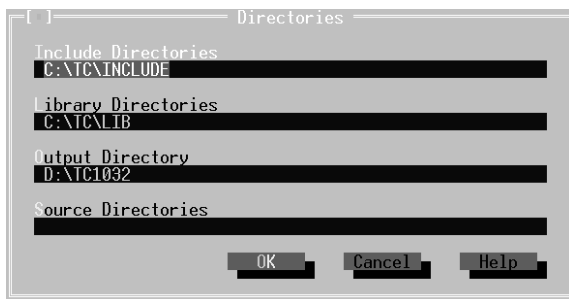 [ ] Directories
Include Directories
C:\TC\INCLUDE
Library Directories
C:\TC\LIB
Output Directory
D:\TC1032
Source Directories
OK Cancel Help